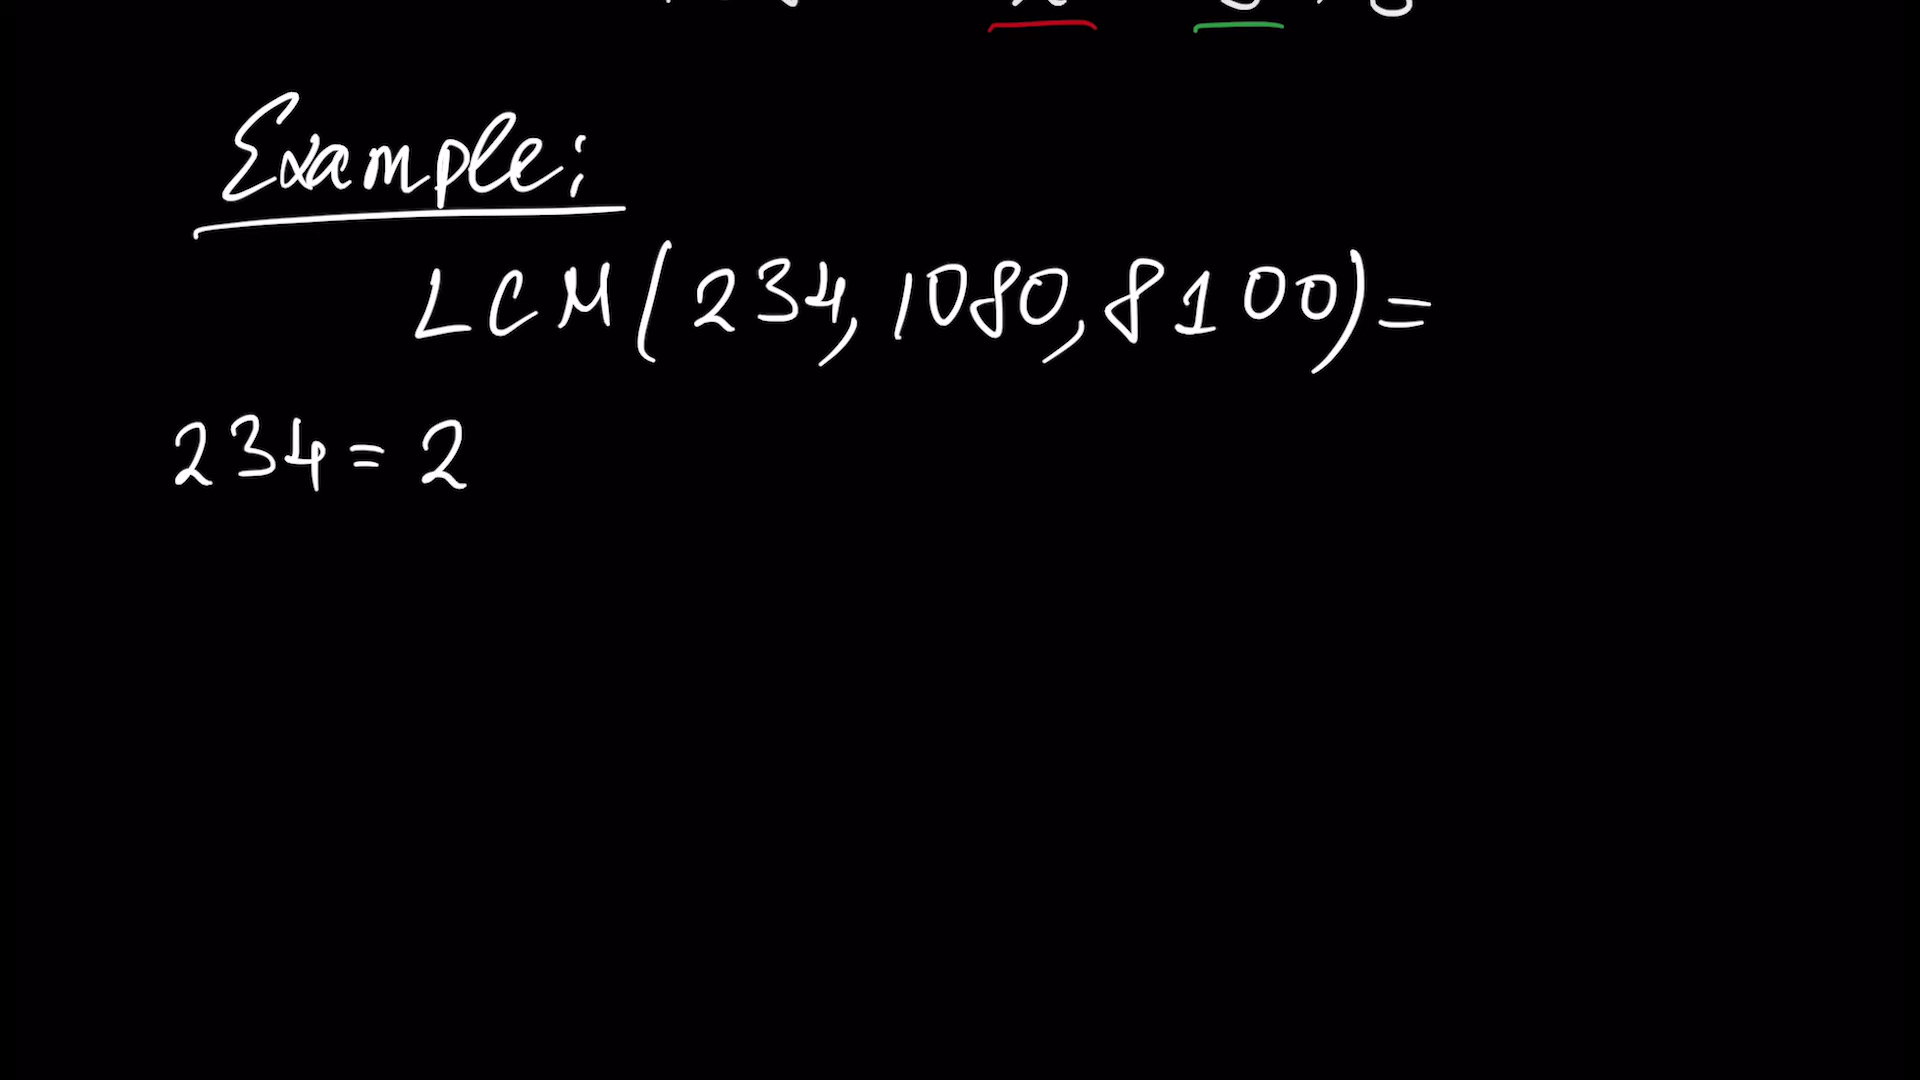 Example:
LCM(234, 1080, 8100)=
234 = 2